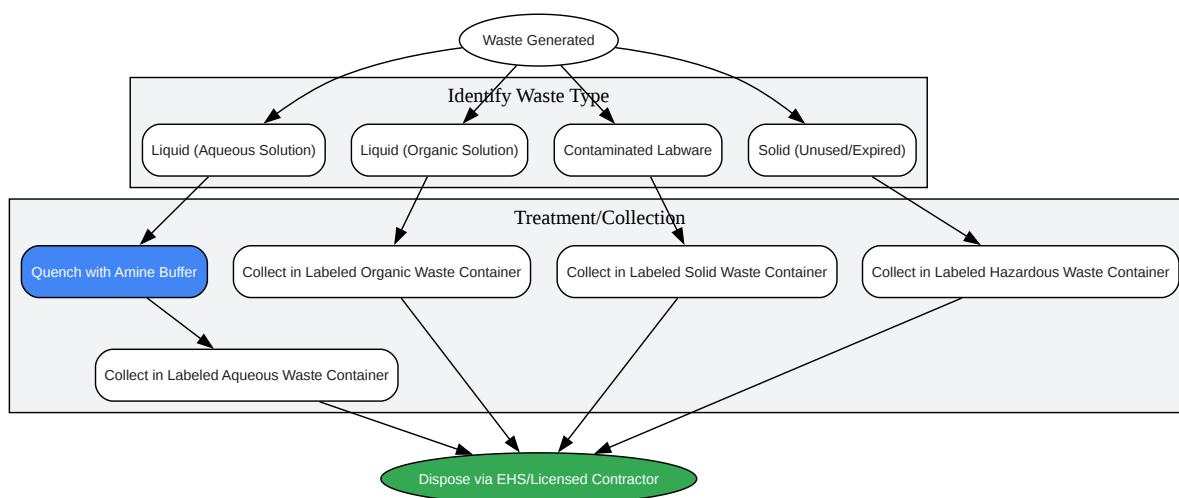 Waste Generated
Identify Waste Type
Liquid (Aqueous Solution)
Liquid (Organic Solution)
Contaminated Labware
Solid (Unused/Expired)
Treatment/Collection
Quench with Amine Buffer
Collect in Labeled Organic Waste Container
Collect in Labeled Solid Waste Container
Collect in Labeled Hazardous Waste Container
Collect in Labeled Aqueous Waste Container
Dispose via EHS/Licensed Contractor